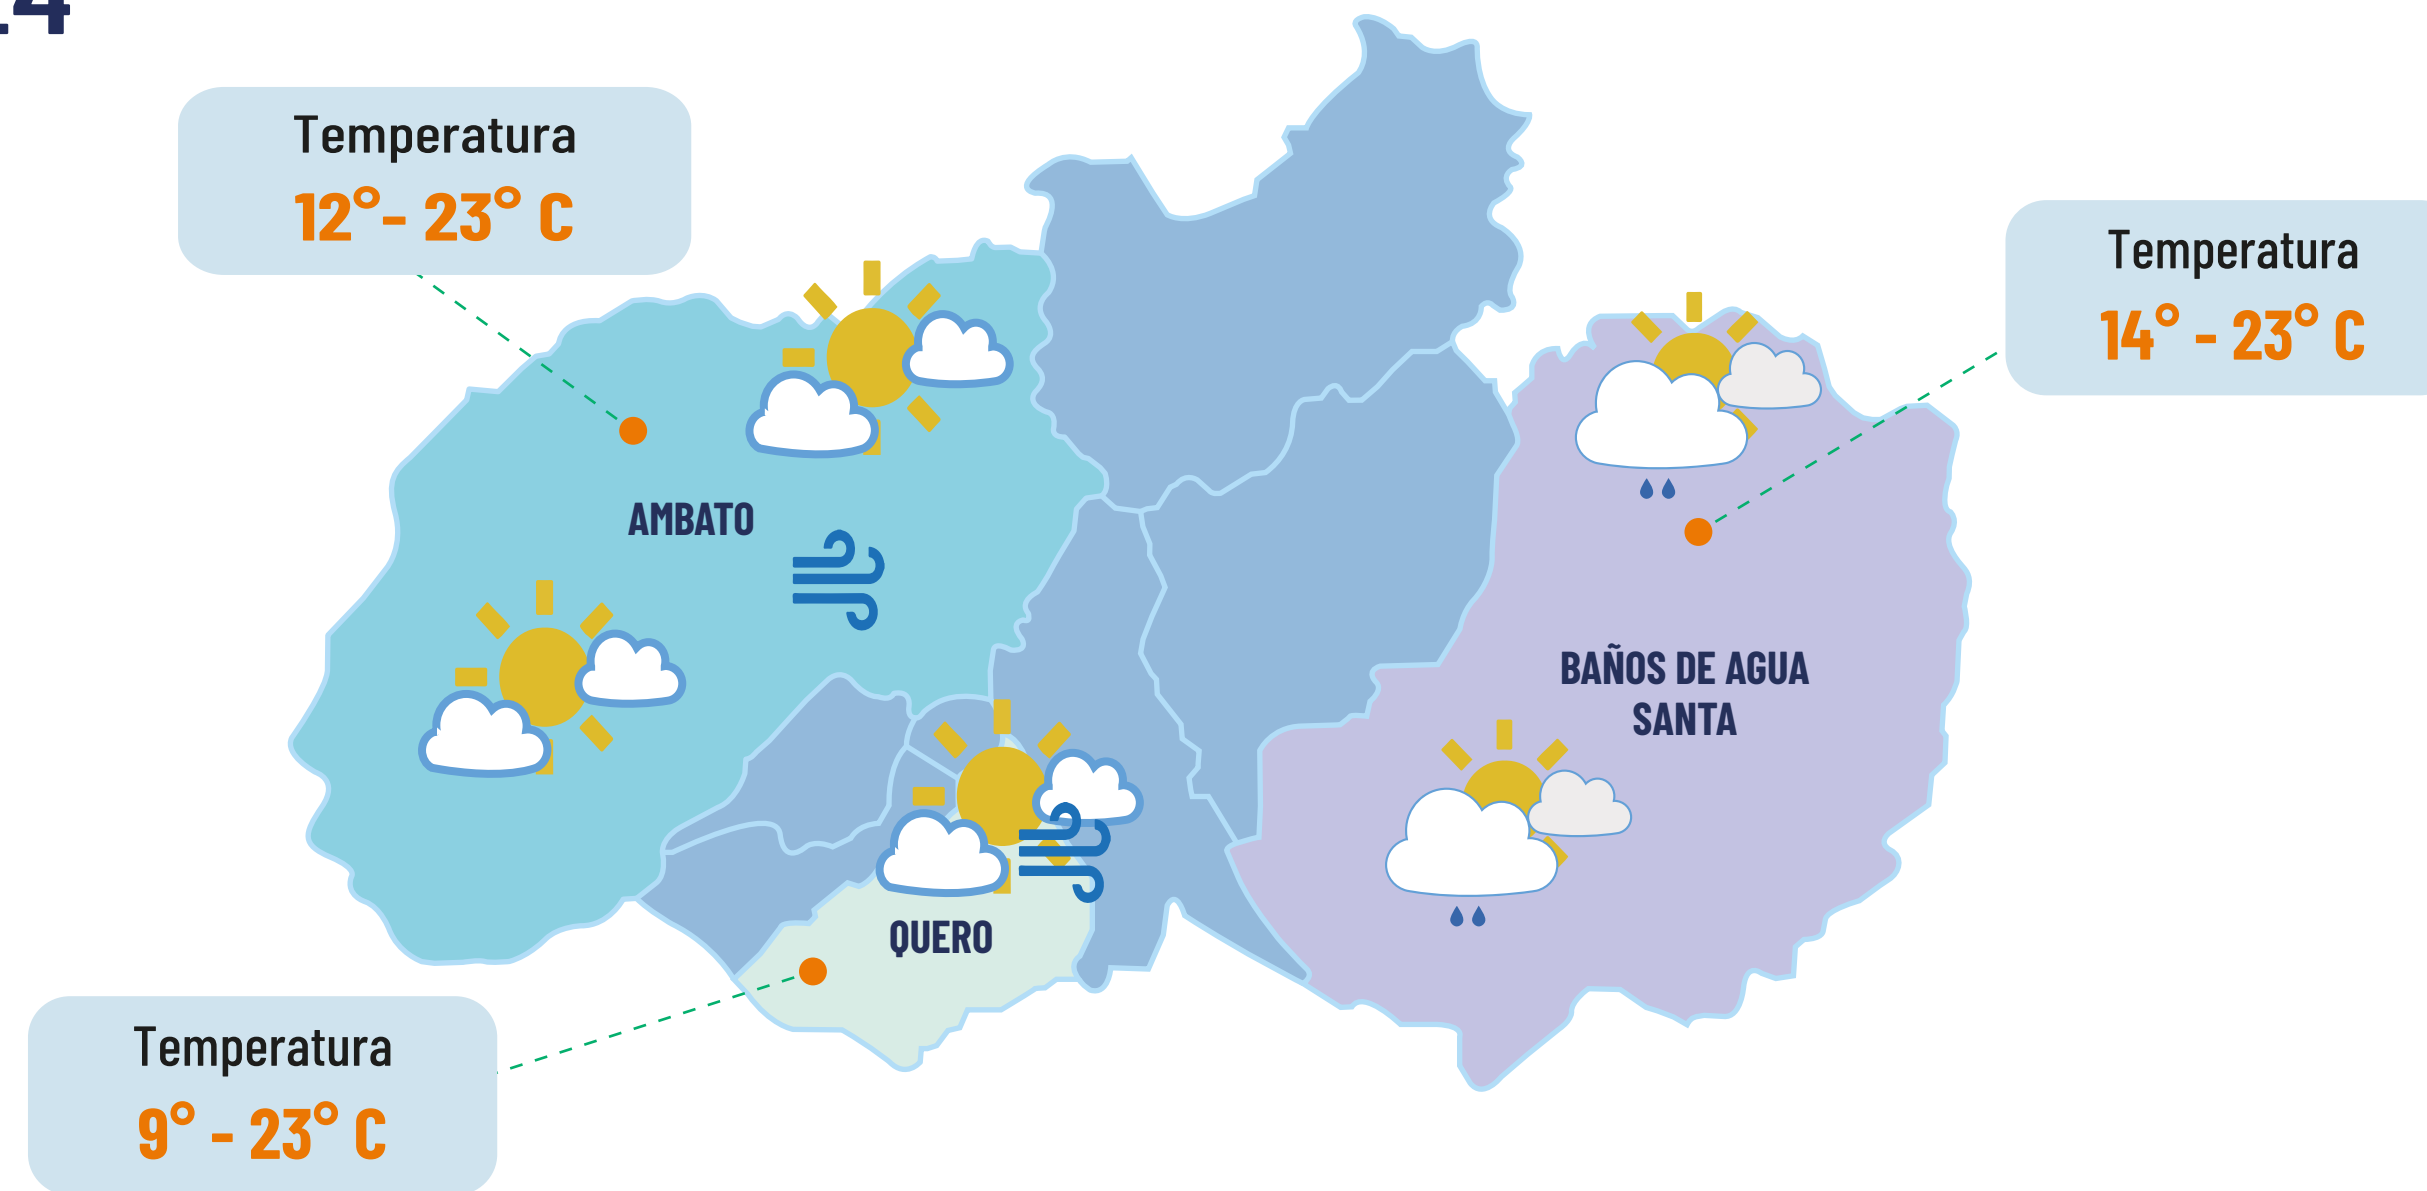 Temperatura
12°- 23° C
Temperatura
14° - 23° C
AMBATO
BAÑOS DE AGUA
SANTA
QUERO
Temperatura
9° - 23° C